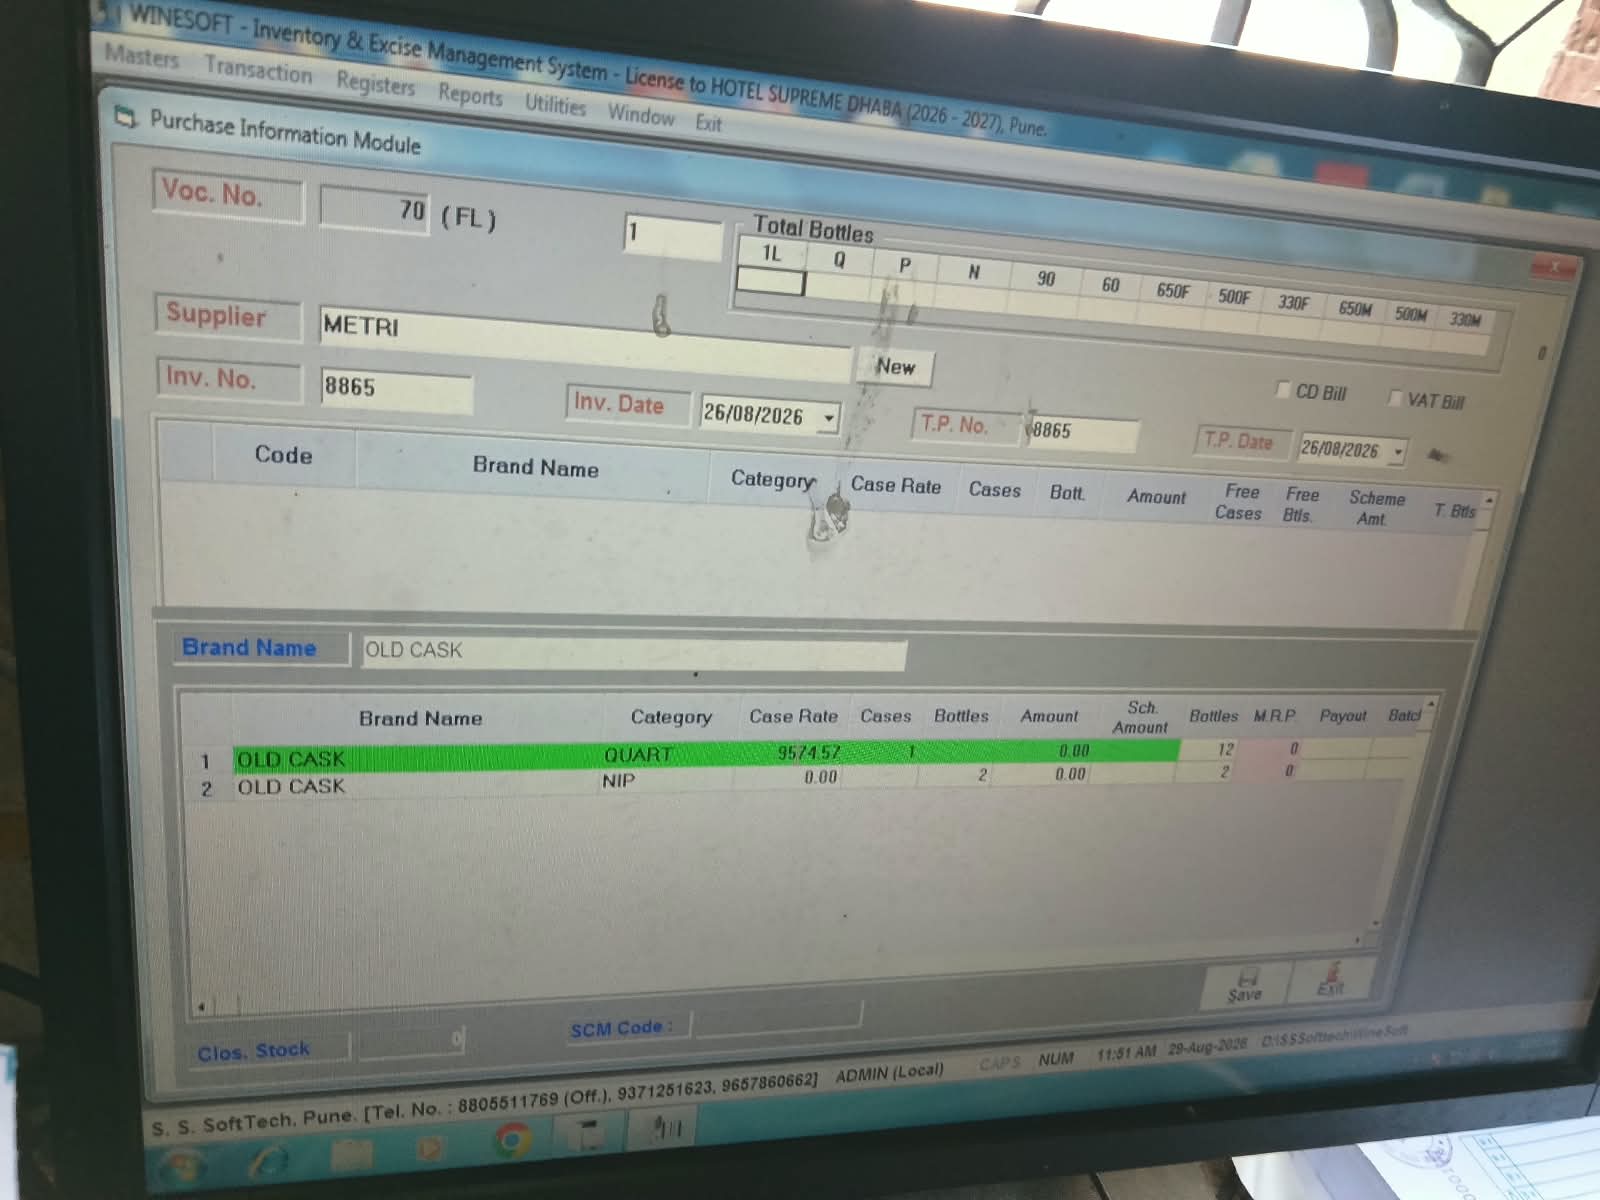 WINESOFT - Inventory & Excise Management System - License to HOTEL SUPREME DHABA (2026 - 2027), Pune.
Masters Transaction Registers Reports Utilities Window Exit
Purchase Information Module
Voc. No. 70 (FL) 1
Total Bottles
1L Q P N 90 60 650F 500F 330F 650M 500M 330M
0
Supplier METRI New
CD Bill VAT Bill
Inv. No. 8865 Inv. Date 26/08/2026 T.P. No. 8865 T.P. Date 26/08/2026
Code Brand Name Category Case Rate Cases Bott. Amount Free Cases Free Btls. Scheme Amt. T. Btls
Brand Name OLD CASK
Brand Name Category Case Rate Cases Bottles Amount Sch. Amount Bottles M.R.P. Payout Batch
1 OLD CASK QUART 9574.57 1 0.00 12 0
2 OLD CASK NIP 0.00 2 0.00 2 0
Save Exit
Clos. Stock 0 SCM Code :
S. S. SoftTech, Pune. [Tel. No. : 8805511769 (Off.), 9371251623, 9657860662] ADMIN (Local) CAPS NUM 11:51 AM 29-Aug-2026 D:\SSSofttech\WineSoft